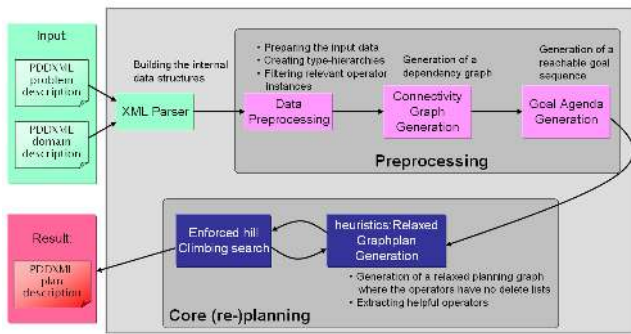 Input:
PDDXML
problem
description
PDDXML
domain
description
Building the internal
data structures
XML Parser
• Preparing the input data
• Creating type-hierarchies
• Filtering relevant operator
instances
Data
Preprocessing
Generation of a
dependency graph
Connectivity
Graph
Generation
Generation of a
reachable goal
sequence
Goal Agenda
Generation
Preprocessing
Result:
PDDXML
plan
description
Enforced hill
Climbing search
heuristics:Relaxed
Graphplan
Generation
• Generation of a relaxed planning graph
where the operators have no delete lists
• Extracting helpful operators
Core (re-)planning